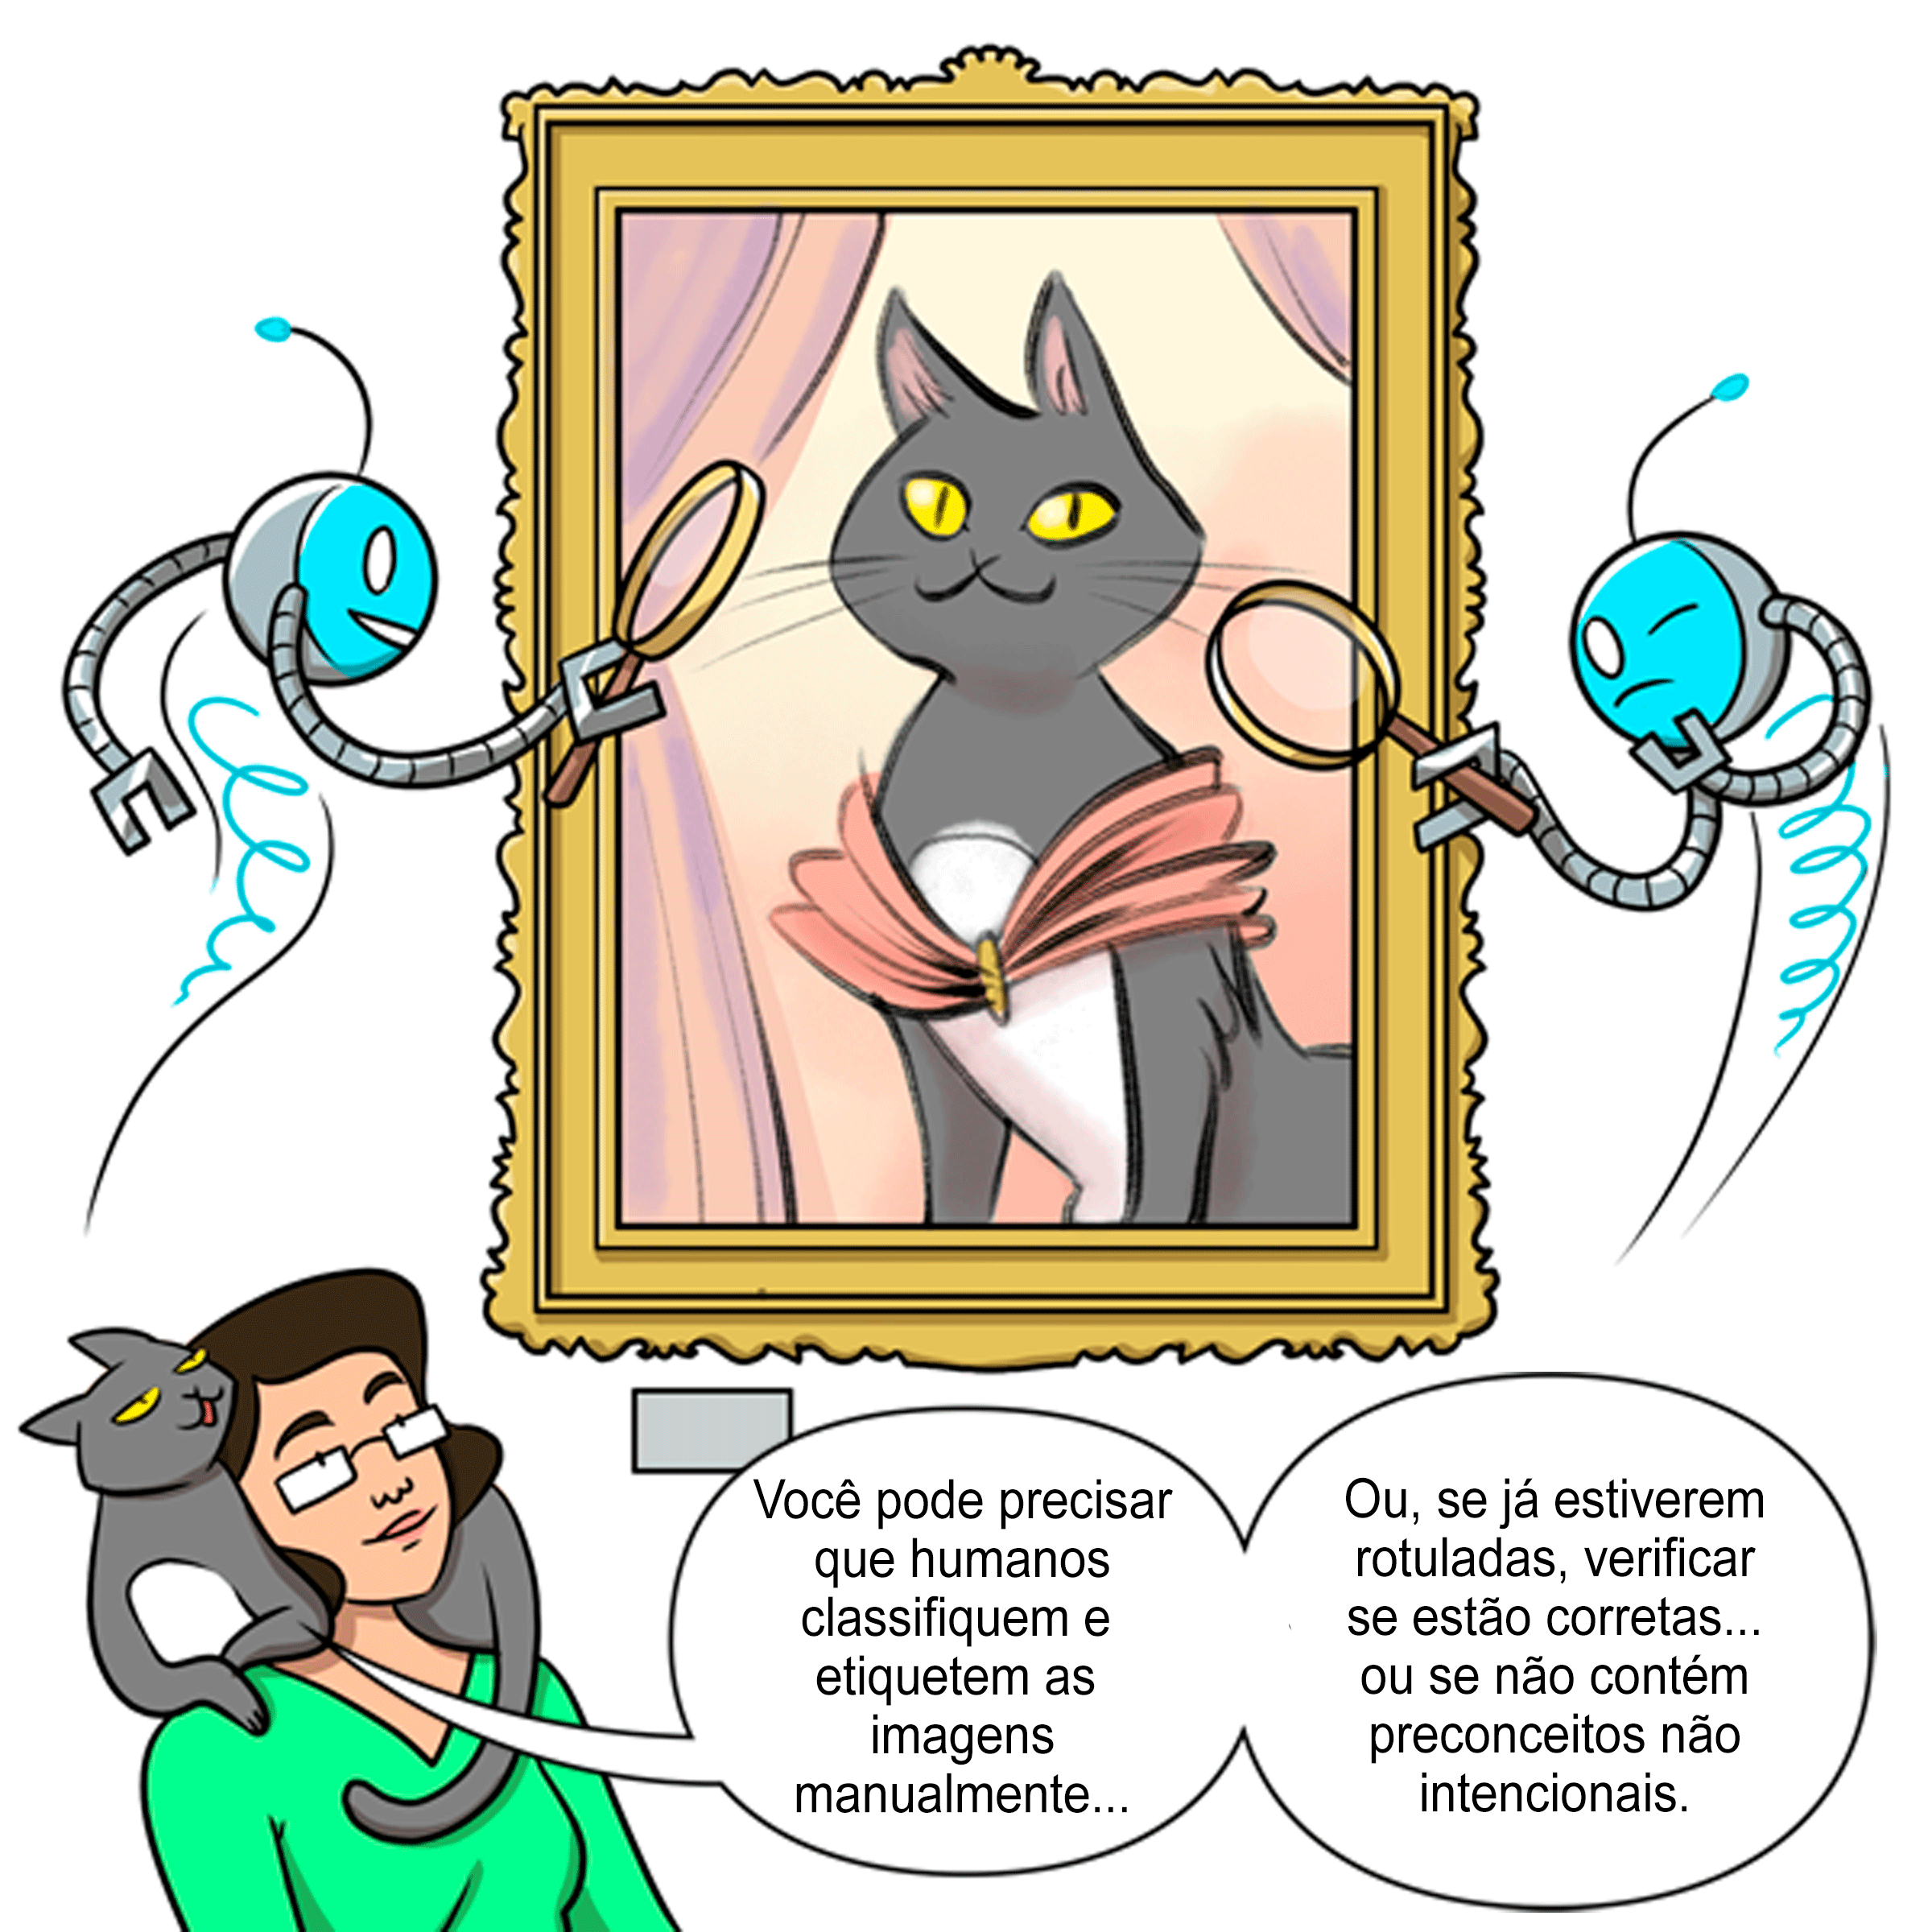 Você pode precisar
que humanos
classifiquem e
etiquetem as
imagens
manualmente...
Ou, se já estiverem
rotuladas, verificar
se estão corretas...
ou se não contém
preconceitos não
intencionais.